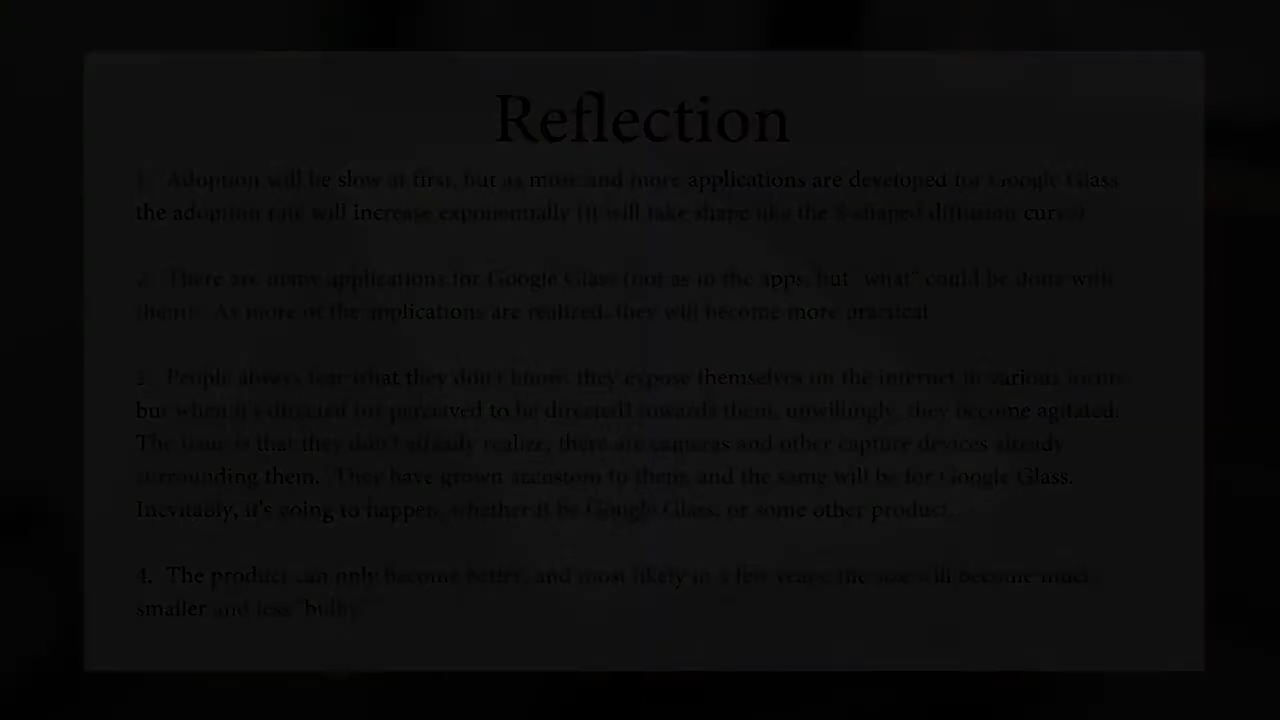 Reflection
1. Adoption will be slow at first, but as more and more applications are developed for Google Glass
the adoption rate will increase exponentially (it will take shape like the S-shaped diffusion curve)
2. There are many applications for Google Glass (not as in the apps, but "what" could be done with
them). As more of the applications are realized, they will become more practical
3. People always fear what they don't know, they expose themselves on the internet in various forms
but when it's directed (or perceived to be directed) towards them, unwillingly, they become agitated.
The issue is that they don't already realize, there are cameras and other capture devices already
surrounding them. They have grown accustom to them, and the same will be for Google Glass.
Inevitably, it's going to happen, whether it be Google Glass, or some other product.
4. The product can only become better, and most likely in a few years the size will become much
smaller and less "bulky"